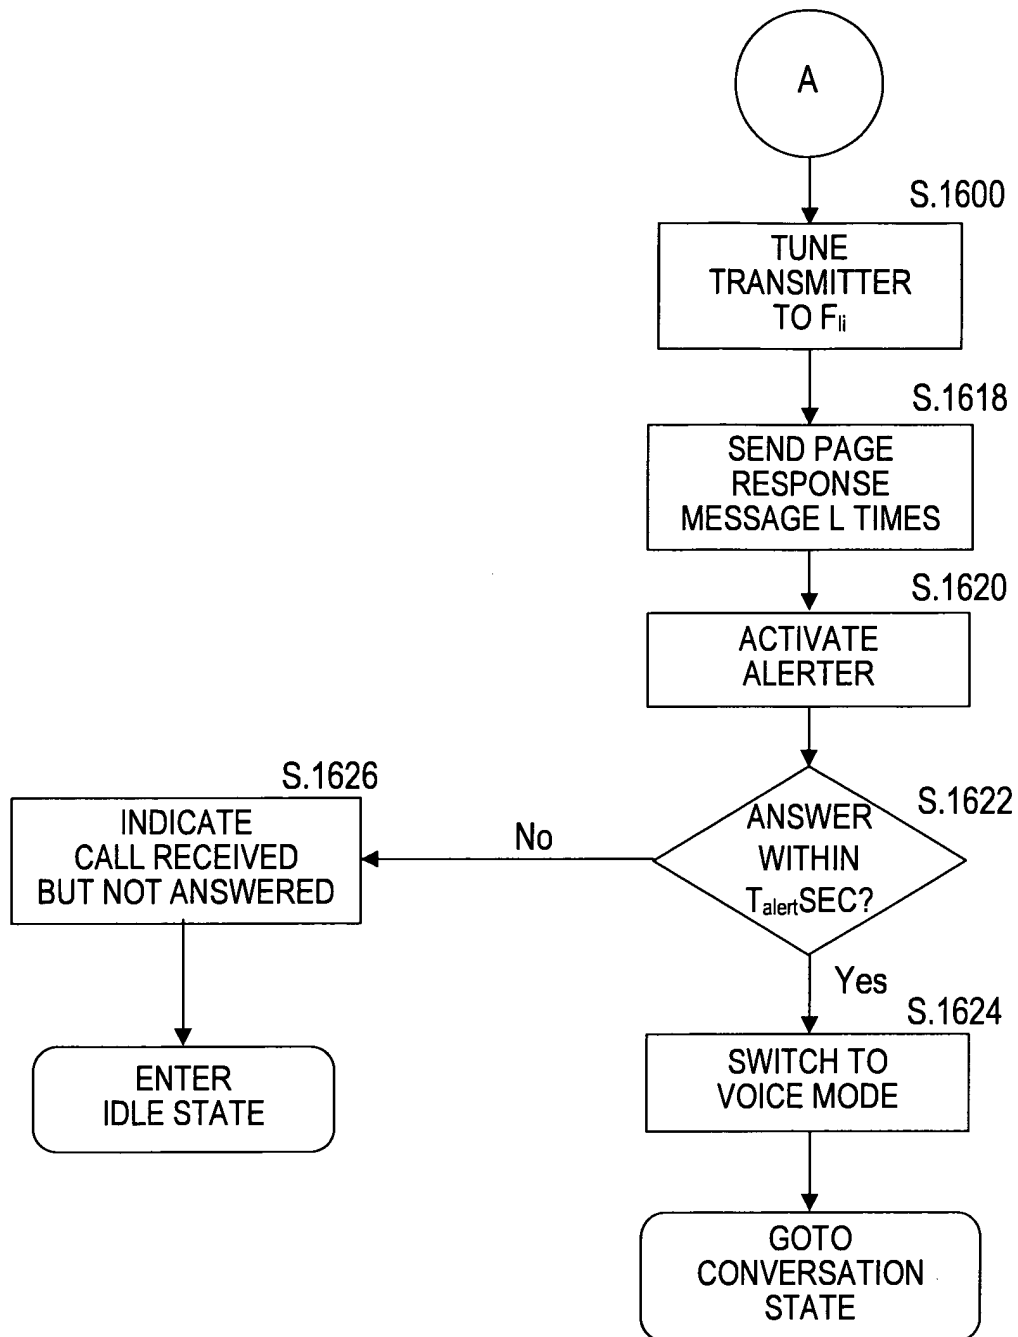 A
S.1600
TUNE
TRANSMITTER
TO Fli
S.1618
SEND PAGE
RESPONSE
MESSAGE L TIMES
S.1620
ACTIVATE
ALERTER
S.1622
ANSWER
WITHIN
TalertSEC?
No
S.1626
INDICATE
CALL RECEIVED
BUT NOT ANSWERED
ENTER
IDLE STATE
Yes
S.1624
SWITCH TO
VOICE MODE
GOTO
CONVERSATION
STATE